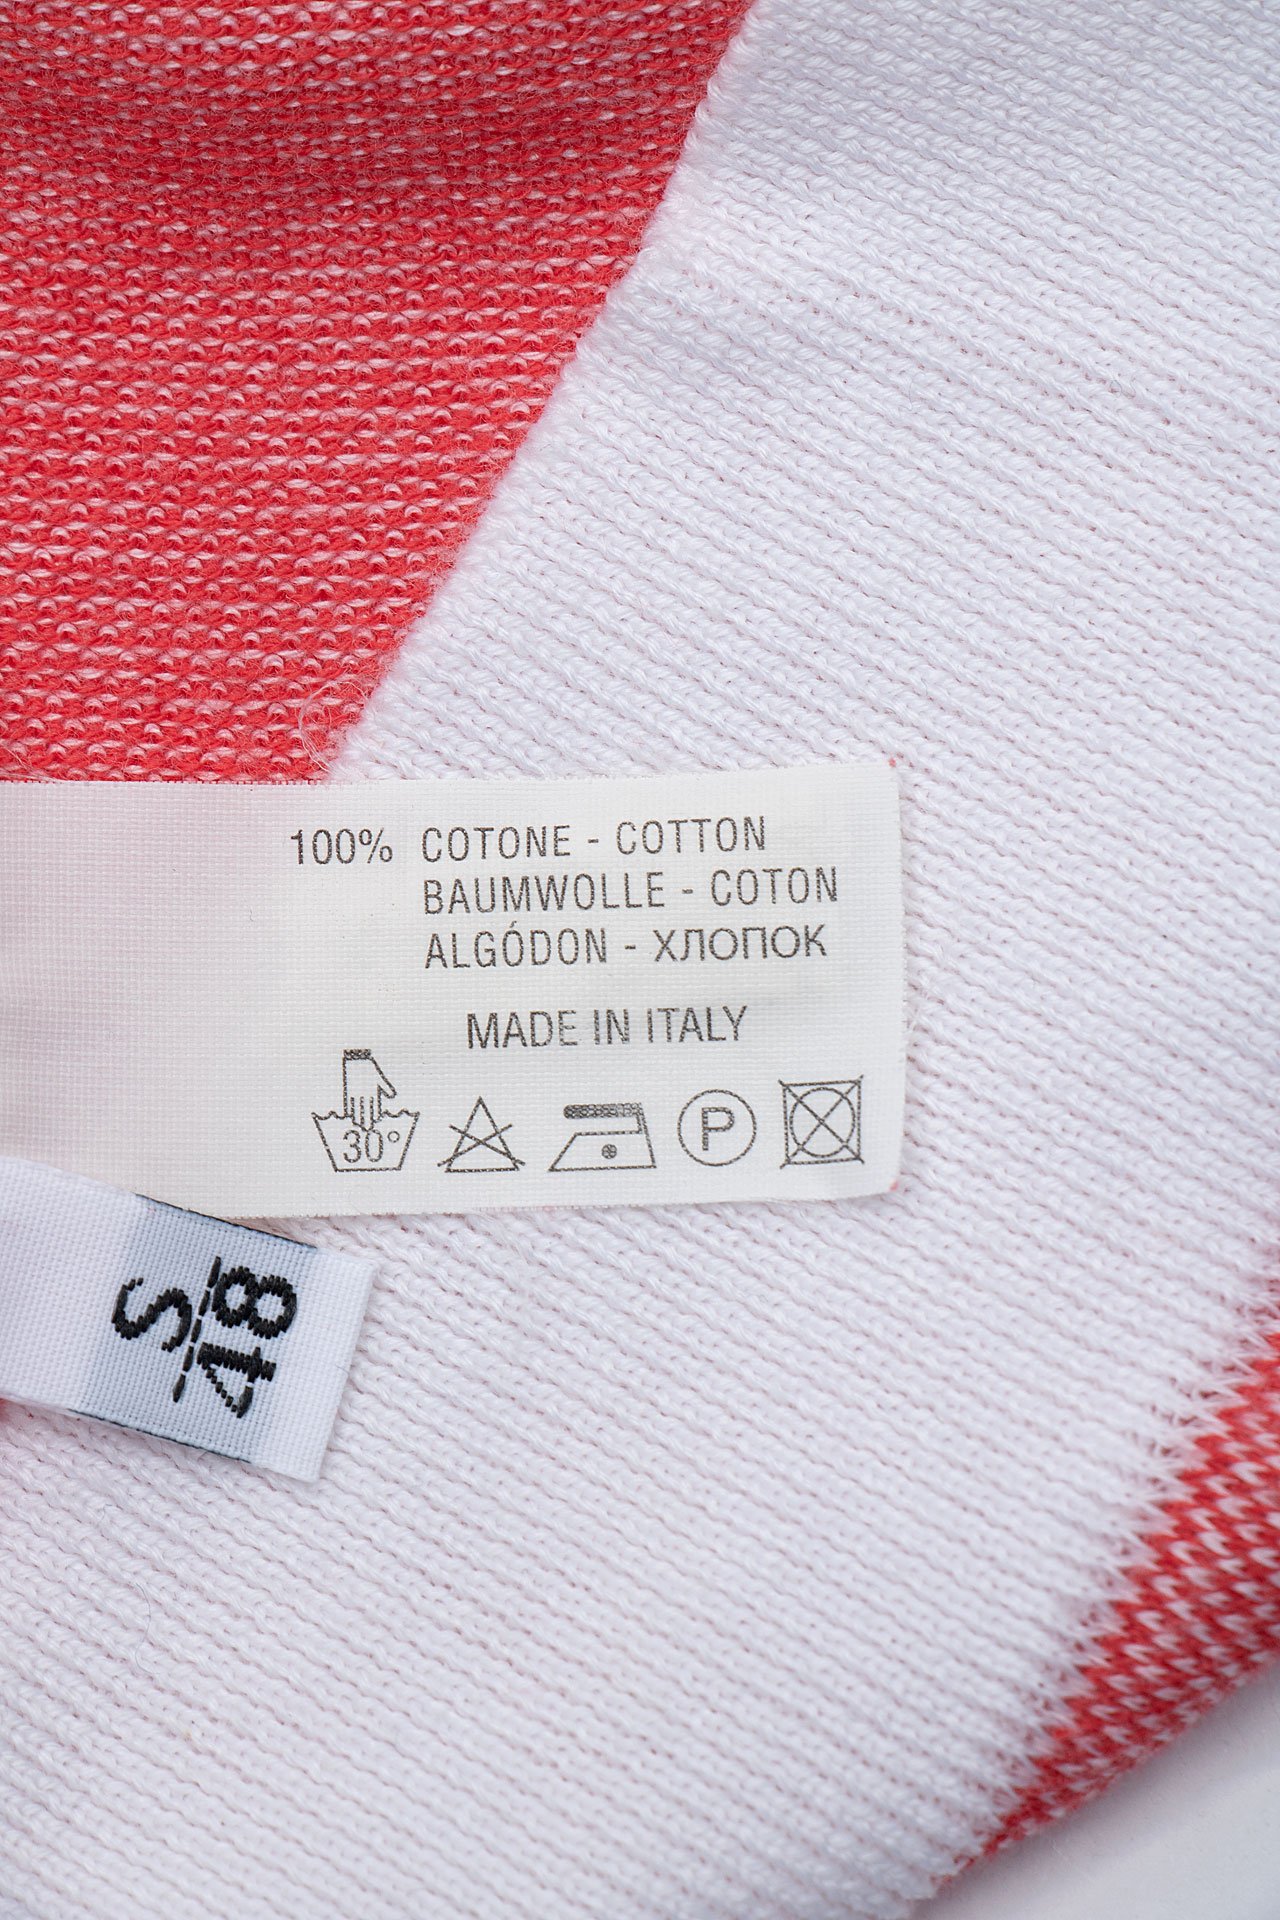 100% COTONE - COTTON
BAUMWOLLE - COTON
ALGÓDON - ХЛОПОК
MADE IN ITALY
30°
P
S
48